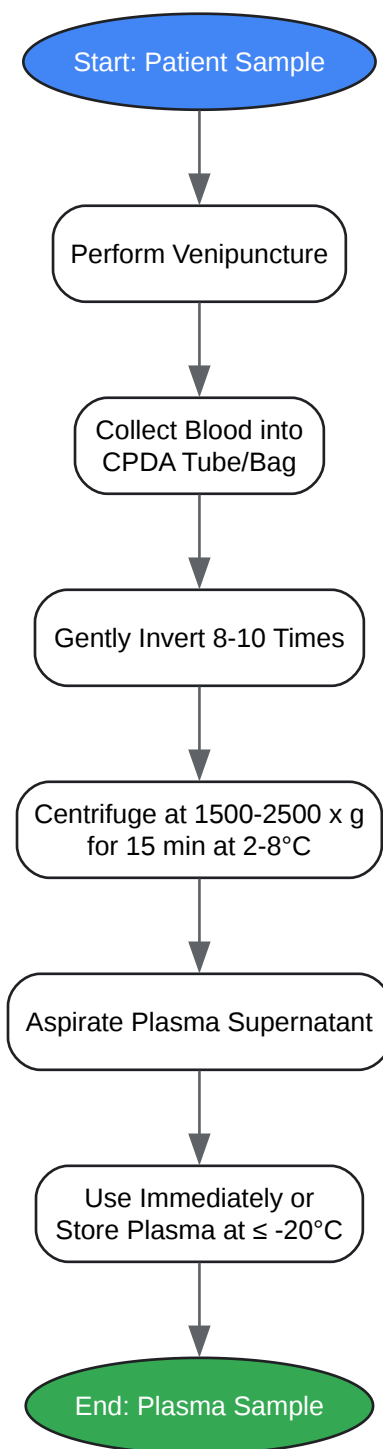 Start: Patient Sample
Perform Venipuncture
Collect Blood into
CPDA Tube/Bag
Gently Invert 8-10 Times
Centrifuge at 1500-2500 x g
for 15 min at 2-8°C
Aspirate Plasma Supernatant
Use Immediately or
Store Plasma at ≤ -20°C
End: Plasma Sample